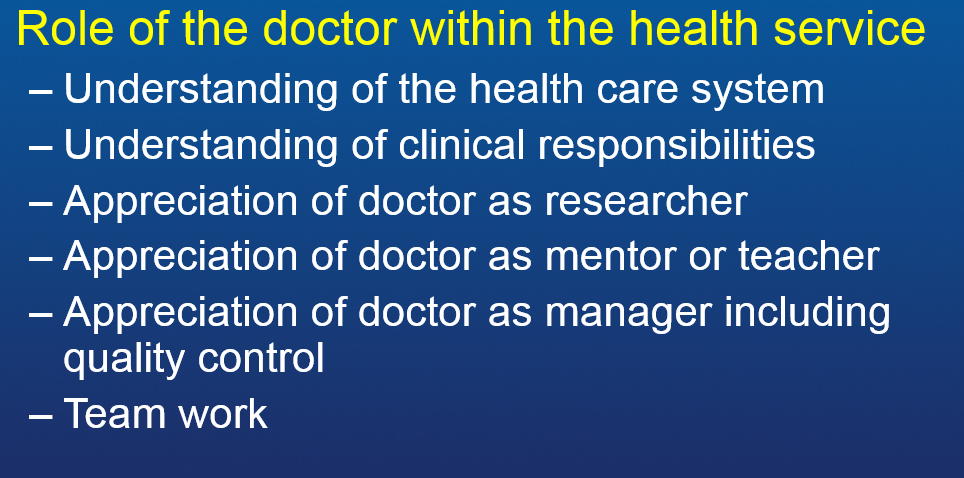 Role of the doctor within the health service
– Understanding of the health care system
– Understanding of clinical responsibilities
– Appreciation of doctor as researcher
– Appreciation of doctor as mentor or teacher
– Appreciation of doctor as manager including
quality control
– Team work